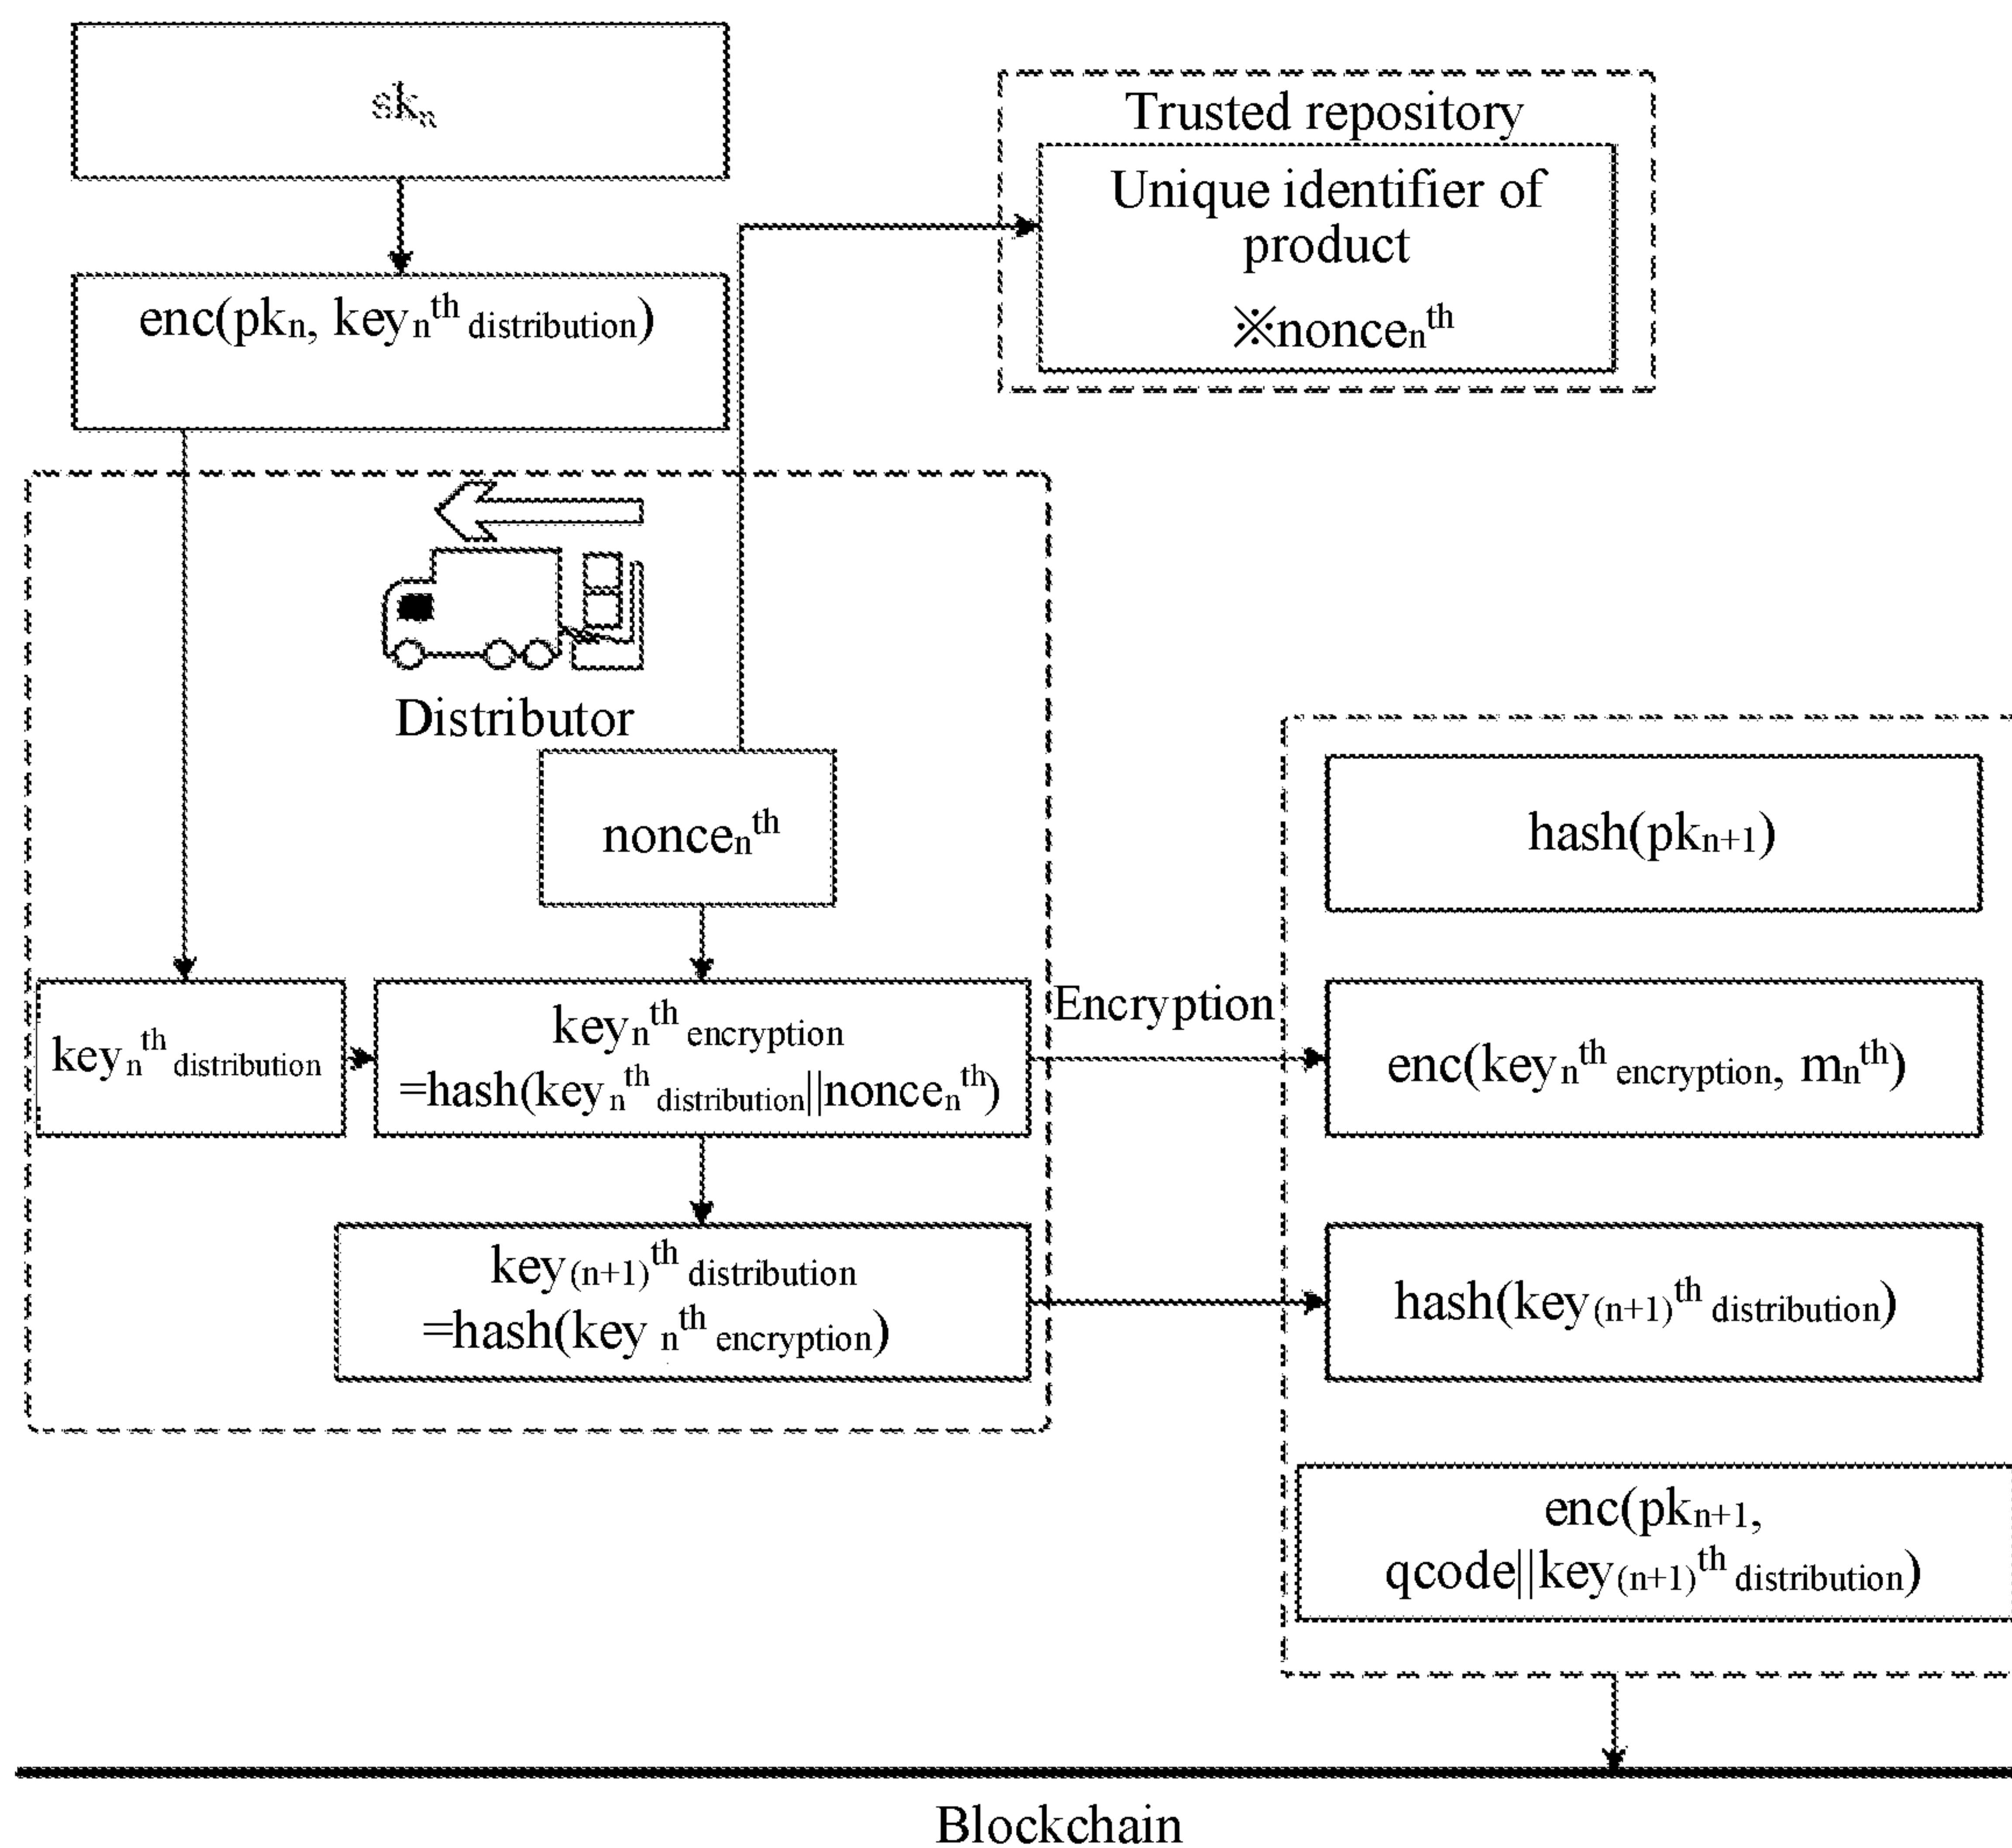 skₙ
Trusted repository
Unique identifier of
product
※nonceₙᵗʰ
enc(pkₙ, keyₙᵗʰ distribution)
Distributor
nonceₙᵗʰ
hash(pkₙ₊₁)
keyₙᵗʰ distribution
keyₙᵗʰ encryption
=hash(keyₙᵗʰ distribution||nonceₙᵗʰ)
Encryption
enc(keyₙᵗʰ encryption, mₙᵗʰ)
key₍ₙ₊₁₎ᵗʰ distribution
=hash(key ₙᵗʰ encryption)
hash(key₍ₙ₊₁₎ᵗʰ distribution)
enc(pkₙ₊₁,
qcode||key₍ₙ₊₁₎ᵗʰ distribution)
Blockchain